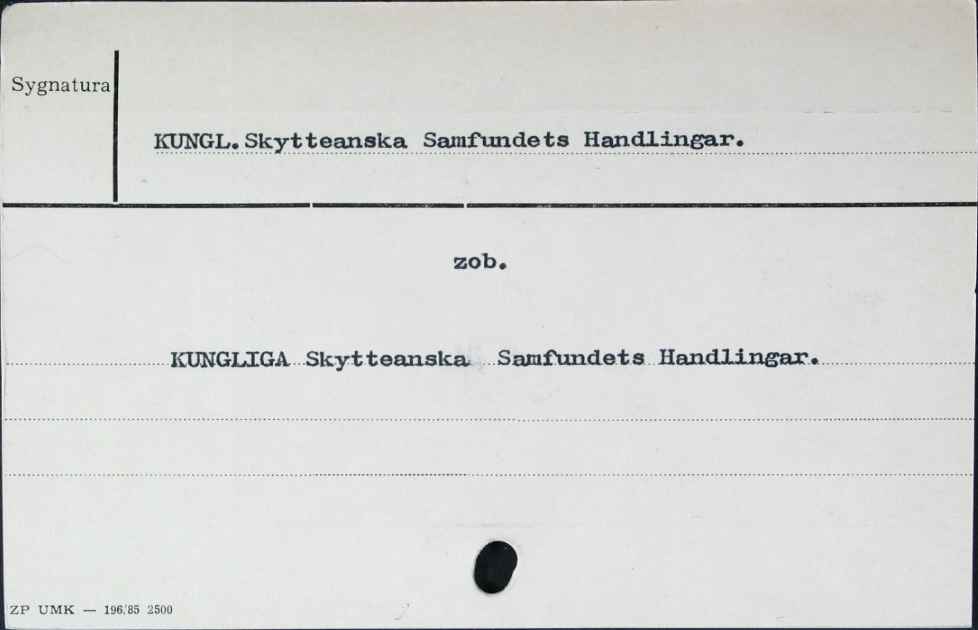 Sygnatura
KUNGL. Skytteanska Samfundets Handlingar.
zob.
KUNGLIGA Skytteanska Samfundets Handlingar.
ZP UMK — 196/85 2500